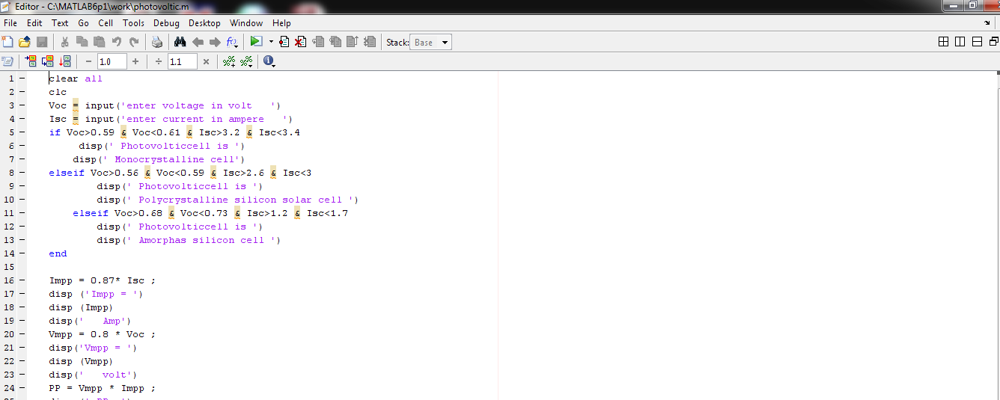 Editor - C:\MATLAB6p1\work\photovoltic.m
File Edit Text Go Cell Tools Debug Desktop Window Help
Stack: Base
1.0 1.1
1 clear all
2 clc
3 Voc = input('enter voltage in volt   ')
4 Isc = input('enter current in ampere   ')
5 if Voc>0.59 & Voc<0.61 & Isc>3.2 & Isc<3.4
6 disp(' Photovolticcell is ')
7 disp(' Monocrystalline cell')
8 elseif Voc>0.56 & Voc<0.59 & Isc>2.6 & Isc<3
9 disp(' Photovolticcell is ')
10 disp(' Polycrystalline silicon solar cell ')
11 elseif Voc>0.68 & Voc<0.73 & Isc>1.2 & Isc<1.7
12 disp(' Photovolticcell is ')
13 disp(' Amorphas silicon cell ')
14 end
15
16 Impp = 0.87* Isc ;
17 disp ('Impp = ')
18 disp (Impp)
19 disp('   Amp')
20 Vmpp = 0.8 * Voc ;
21 disp('Vmpp = ')
22 disp (Vmpp)
23 disp('   volt')
24 PP = Vmpp * Impp ;